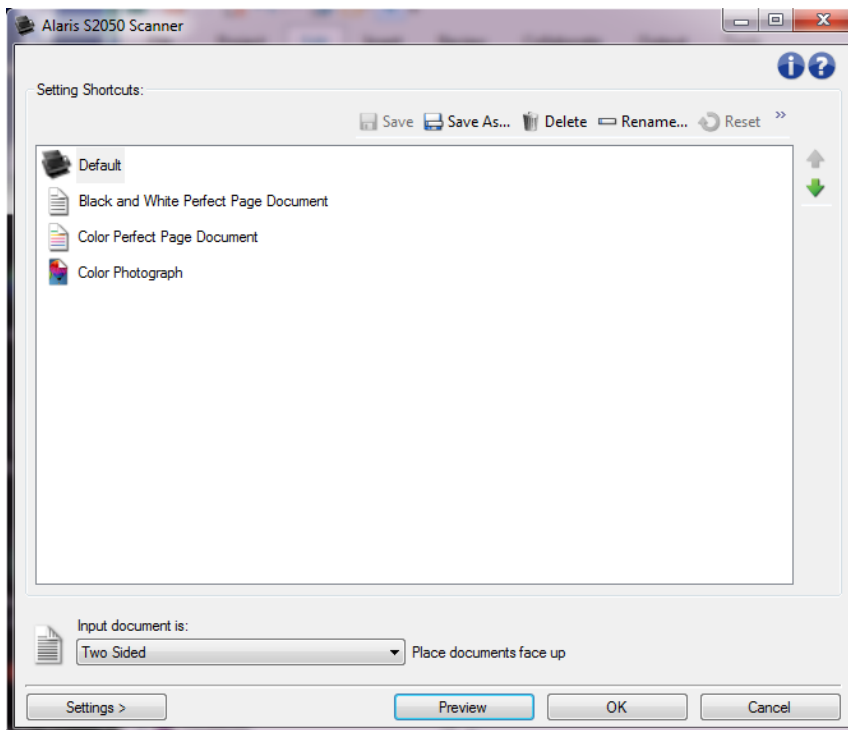 Alaris S2050 Scanner
Setting Shortcuts:
Save Save As... Delete Rename... Reset »
Default
Black and White Perfect Page Document
Color Perfect Page Document
Color Photograph
Input document is:
Two Sided Place documents face up
Settings > Preview OK Cancel